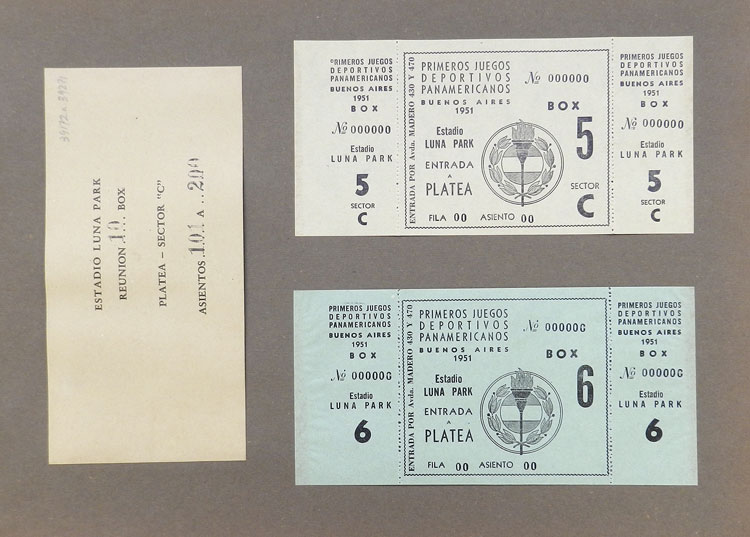 39172 a 39271
ESTADIO LUNA PARK
REUNION 10 BOX
PLATEA – SECTOR "C"
ASIENTOS 101 A 200
PRIMEROS JUEGOS
DEPORTIVOS
PANAMERICANOS
BUENOS AIRES
1951
BOX
No 000000
Estadio
LUNA PARK
5
SECTOR
C
ENTRADA POR Avda. MADERO 430 Y 470
PRIMEROS JUEGOS
DEPORTIVOS
PANAMERICANOS
BUENOS AIRES
1951
No 000000
BOX
5
Estadio
LUNA PARK
ENTRADA
A
PLATEA
SECTOR
C
FILA 00 ASIENTO 00
PRIMEROS JUEGOS
DEPORTIVOS
PANAMERICANOS
BUENOS AIRES
1951
BOX
No 000000
Estadio
LUNA PARK
5
SECTOR
C
PRIMEROS JUEGOS
DEPORTIVOS
PANAMERICANOS
BUENOS AIRES
1951
BOX
No 000000
Estadio
LUNA PARK
6
ENTRADA POR Avda. MADERO 430 Y 470
PRIMEROS JUEGOS
DEPORTIVOS
PANAMERICANOS
BUENOS AIRES
1951
No 000000
BOX
6
Estadio
LUNA PARK
ENTRADA
A
PLATEA
FILA 00 ASIENTO 00
PRIMEROS JUEGOS
DEPORTIVOS
PANAMERICANOS
BUENOS AIRES
1951
BOX
No 000000
Estadio
LUNA PARK
6